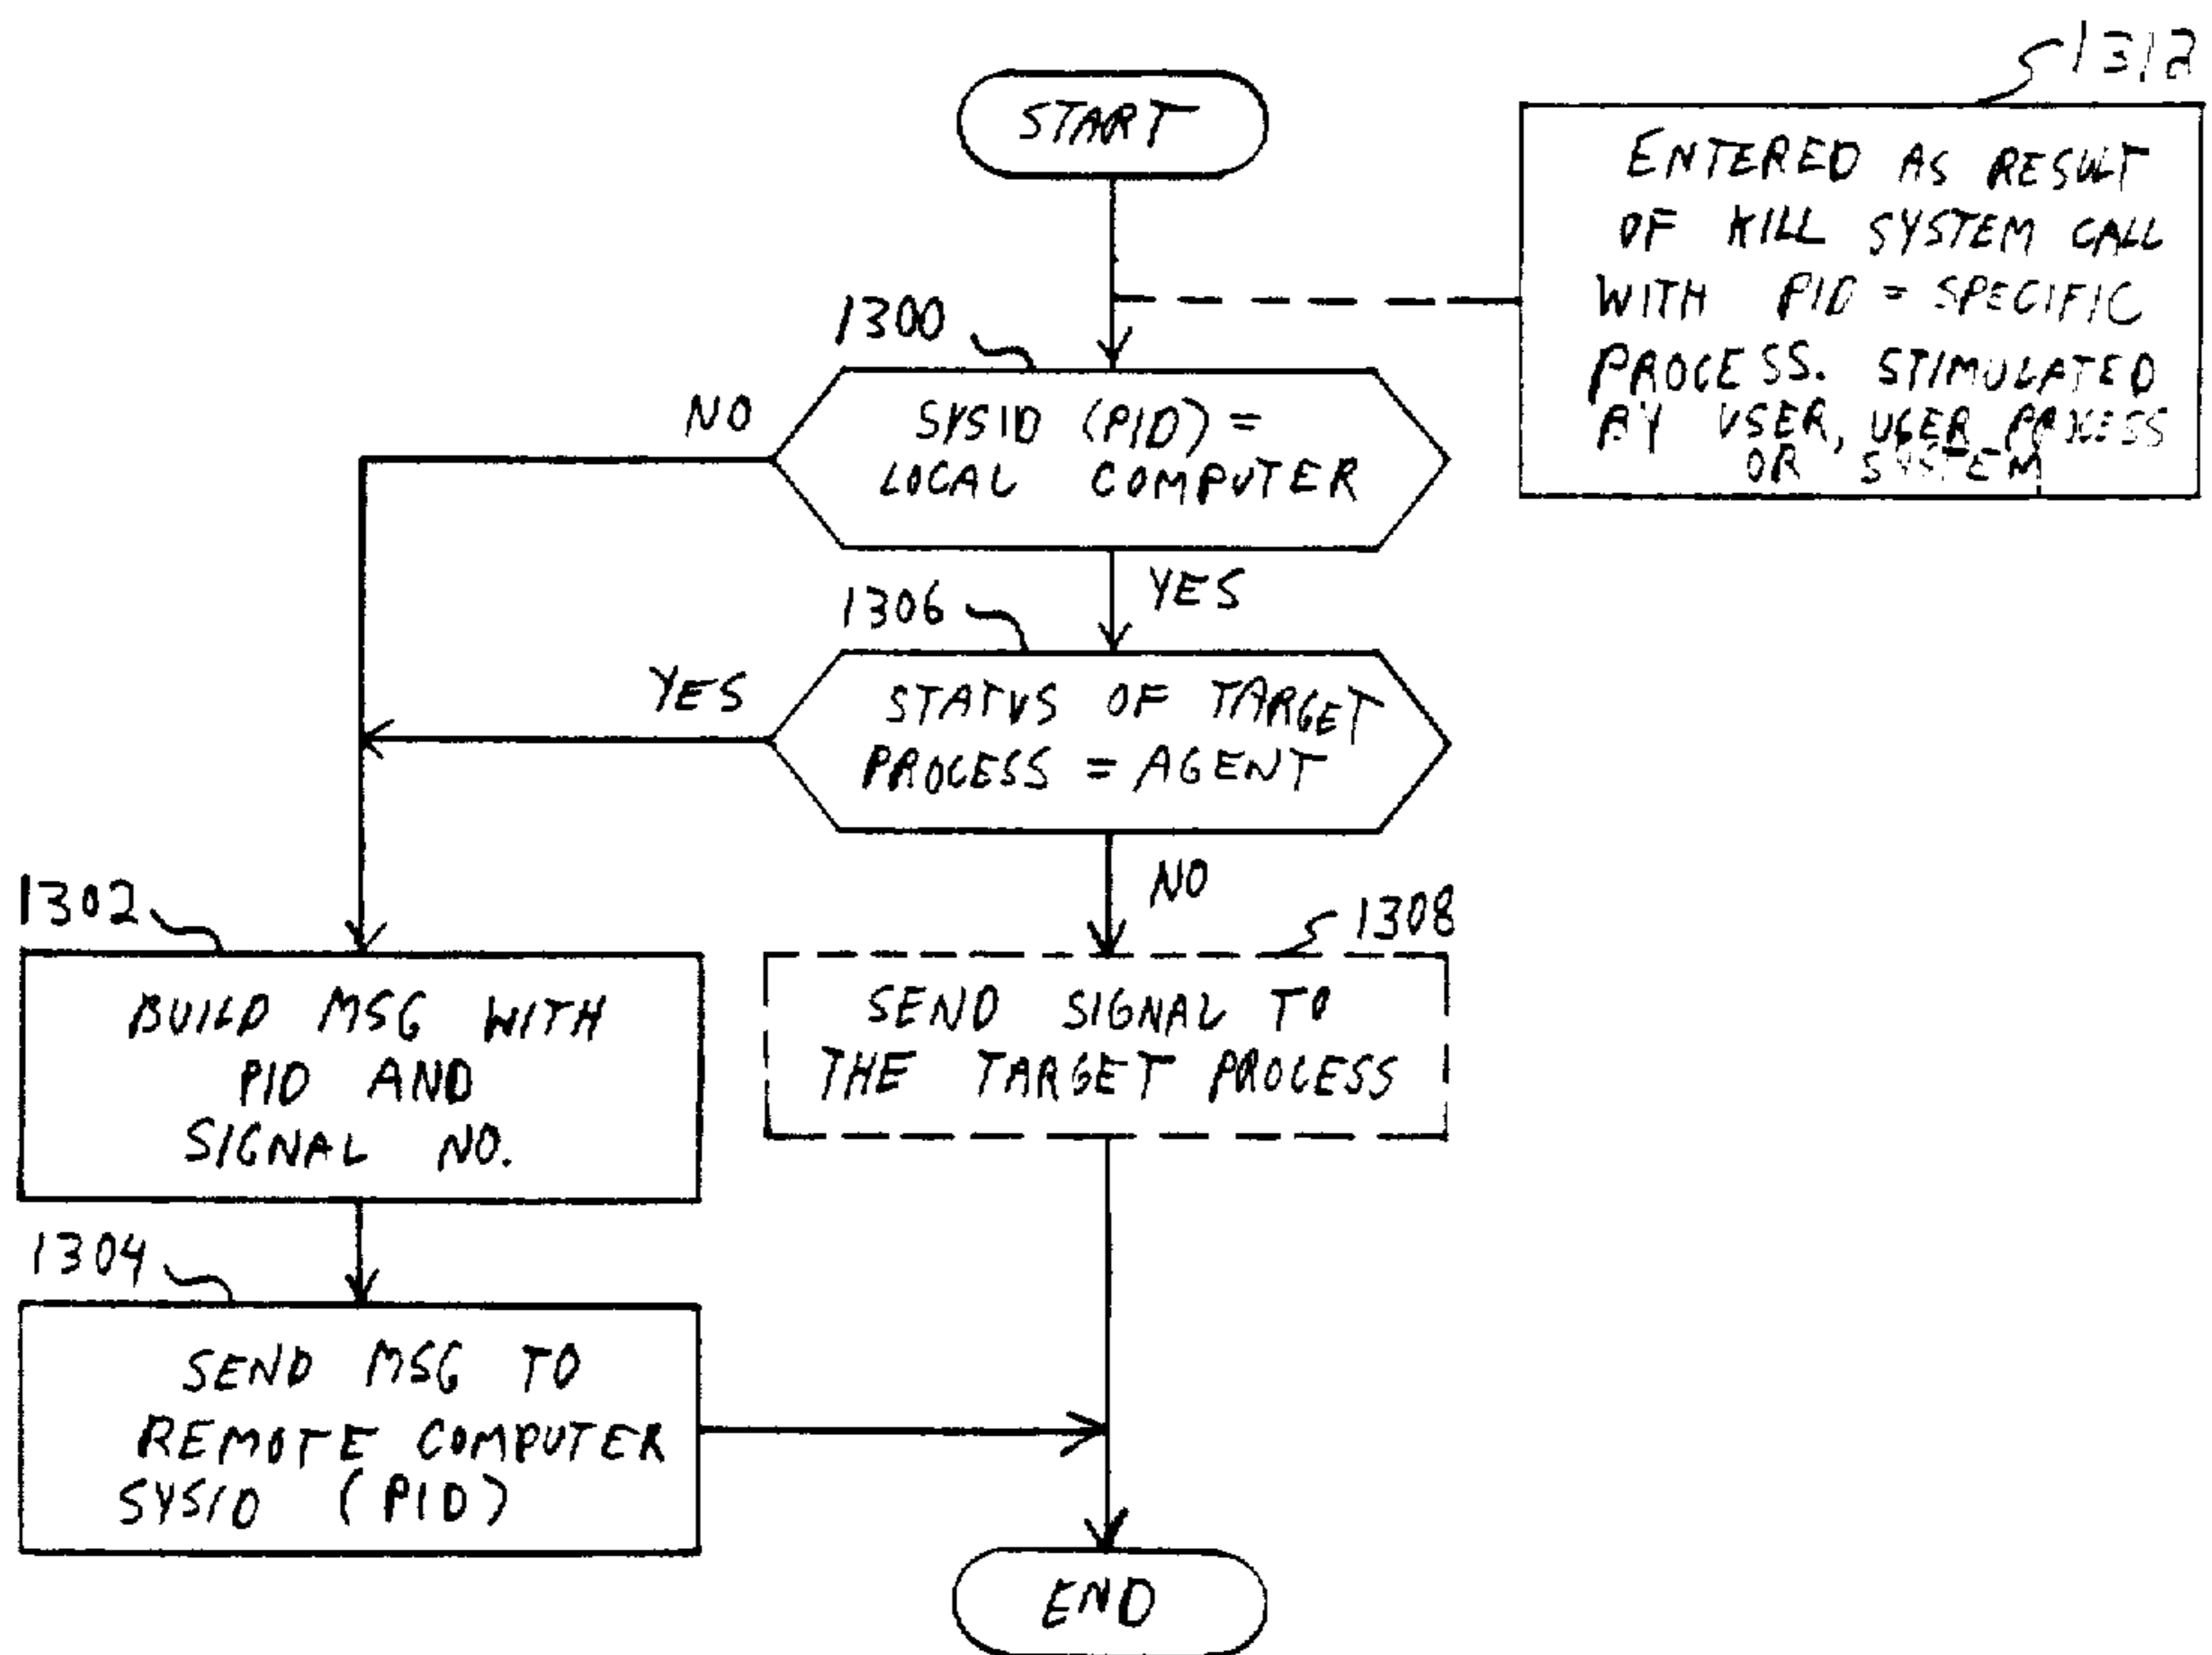 START
1312
ENTERED AS RESULT
OF KILL SYSTEM CALL
WITH PID = SPECIFIC
PROCESS. STIMULATED
BY USER, USER PROCESS
OR SYSTEM
1300
NO
SYSID (PID) =
LOCAL COMPUTER
YES
1306
YES
STATUS OF TARGET
PROCESS = AGENT
NO
1302
BUILD MSG WITH
PID AND
SIGNAL NO.
1308
SEND SIGNAL TO
THE TARGET PROCESS
1304
SEND MSG TO
REMOTE COMPUTER
SYSID (PID)
END